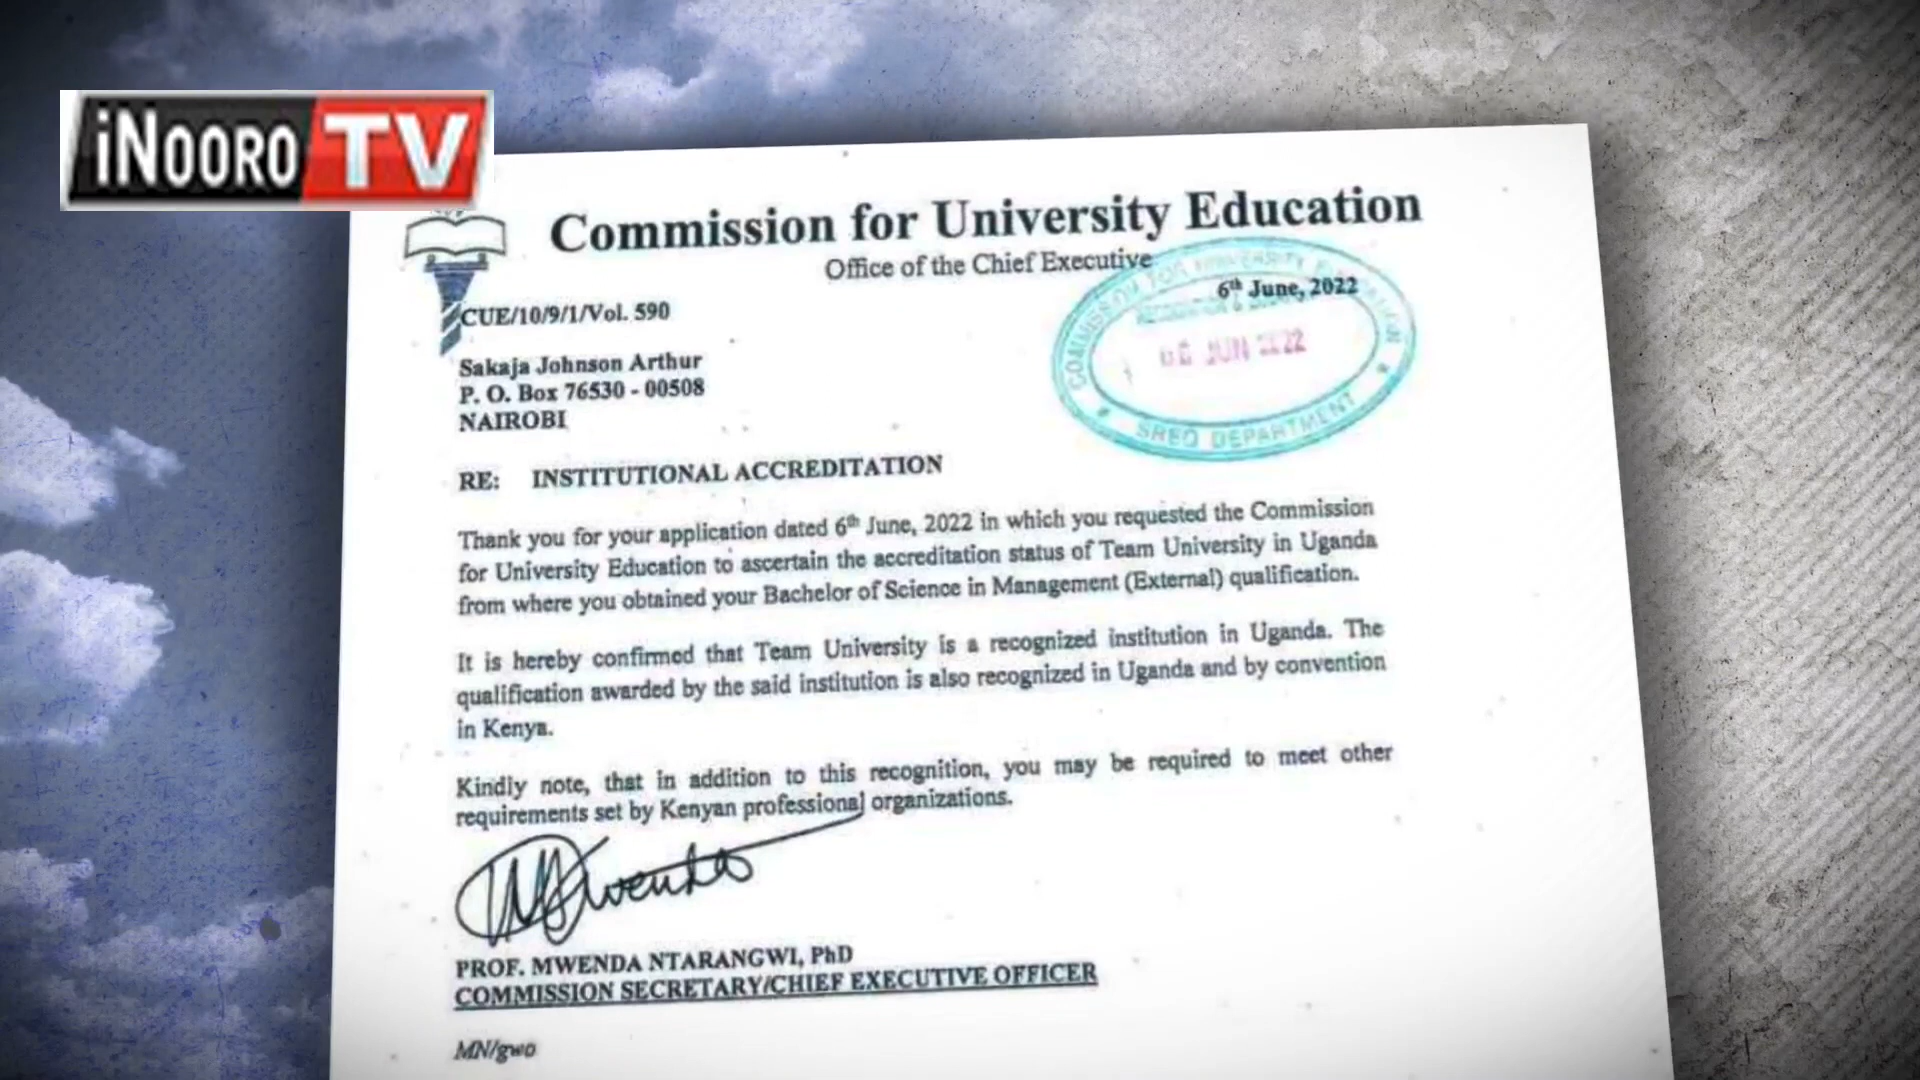 iNOORO TV
Commission for University Education
Office of the Chief Executive
6th June, 2022
CUE/10/9/1/Vol. 590
COMMISSION FOR UNIVERSITY EDUCATION
06 JUN 2022
DEPARTMENT
Sakaja Johnson Arthur
P. O. Box 76530 - 00508
NAIROBI
RE: INSTITUTIONAL ACCREDITATION
Thank you for your application dated 6th June, 2022 in which you requested the Commission
for University Education to ascertain the accreditation status of Team University in Uganda
from where you obtained your Bachelor of Science in Management (External) qualification.
It is hereby confirmed that Team University is a recognized institution in Uganda. The
qualification awarded by the said institution is also recognized in Uganda and by convention
in Kenya.
Kindly note, that in addition to this recognition, you may be required to meet other
requirements set by Kenyan professional organizations.
PROF. MWENDA NTARANGWI, PhD
COMMISSION SECRETARY/CHIEF EXECUTIVE OFFICER
MN/gwo